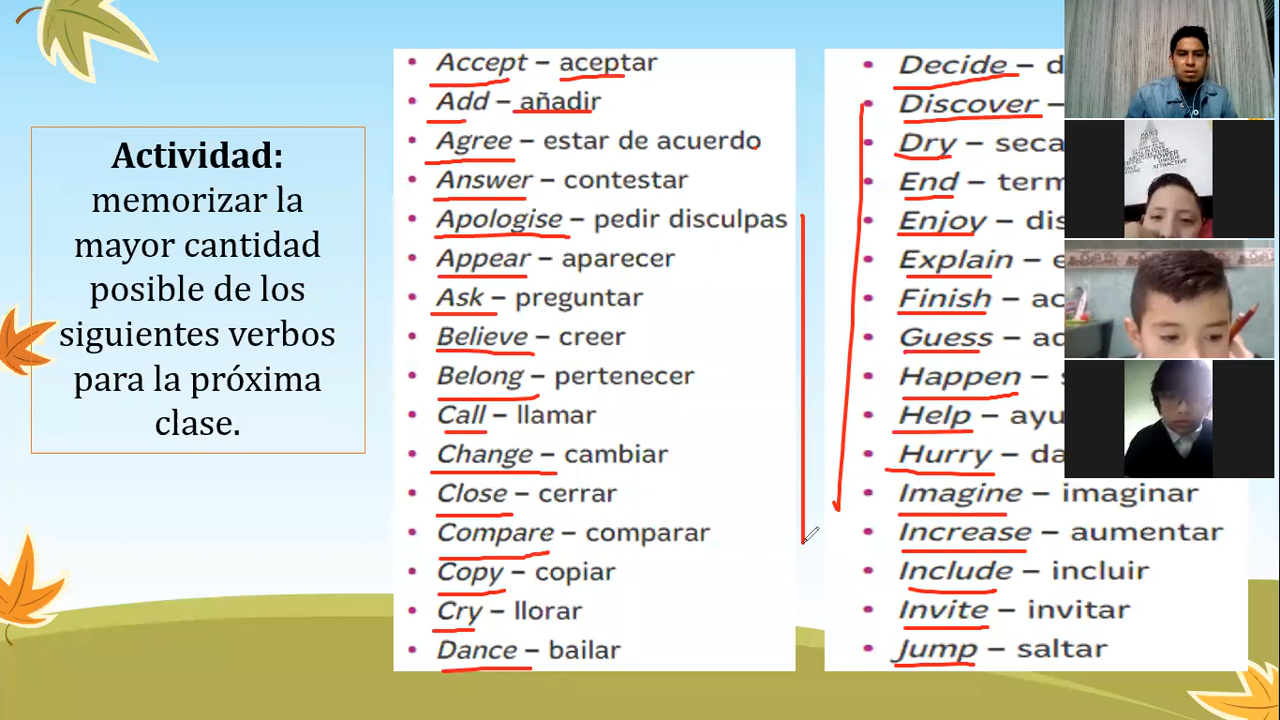 Actividad:
memorizar la
mayor cantidad
posible de los
siguientes verbos
para la próxima
clase.
• Accept – aceptar
• Add – añadir
• Agree – estar de acuerdo
• Answer – contestar
• Apologise – pedir disculpas
• Appear – aparecer
• Ask – preguntar
• Believe – creer
• Belong – pertenecer
• Call – llamar
• Change – cambiar
• Close – cerrar
• Compare – comparar
• Copy – copiar
• Cry – llorar
• Dance – bailar
• Decide – d
• Discover –
• Dry – seca
• End – term
• Enjoy – dis
• Explain – e
• Finish – ac
• Guess – ad
• Happen – s
• Help – ayu
• Hurry – da
• Imagine – imaginar
• Increase – aumentar
• Include – incluir
• Invite – invitar
• Jump – saltar
PARIS
TOWER
UNIQUE
ATTRACTIVE